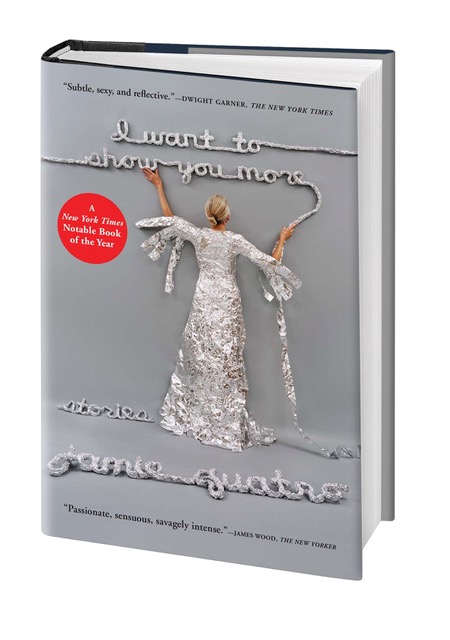 “Subtle, sexy, and reflective.”—DWIGHT GARNER, THE NEW YORK TIMES
I want to
show you more
A
New York Times
Notable Book
of the Year
stories
Jamie Quatro
“Passionate, sensuous, savagely intense.”—JAMES WOOD, THE NEW YORKER